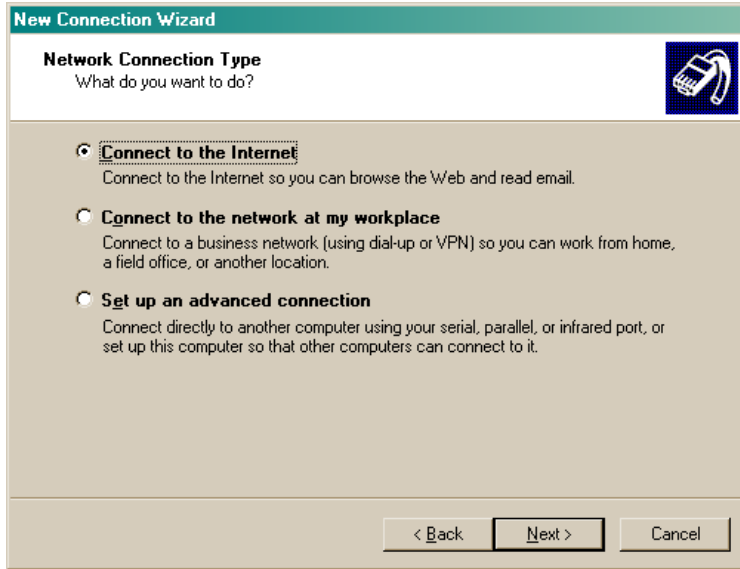 New Connection Wizard
Network Connection Type
What do you want to do?
Connect to the Internet
Connect to the Internet so you can browse the Web and read email.
Connect to the network at my workplace
Connect to a business network (using dial-up or VPN) so you can work from home,
a field office, or another location.
Set up an advanced connection
Connect directly to another computer using your serial, parallel, or infrared port, or
set up this computer so that other computers can connect to it.
< Back Next > Cancel